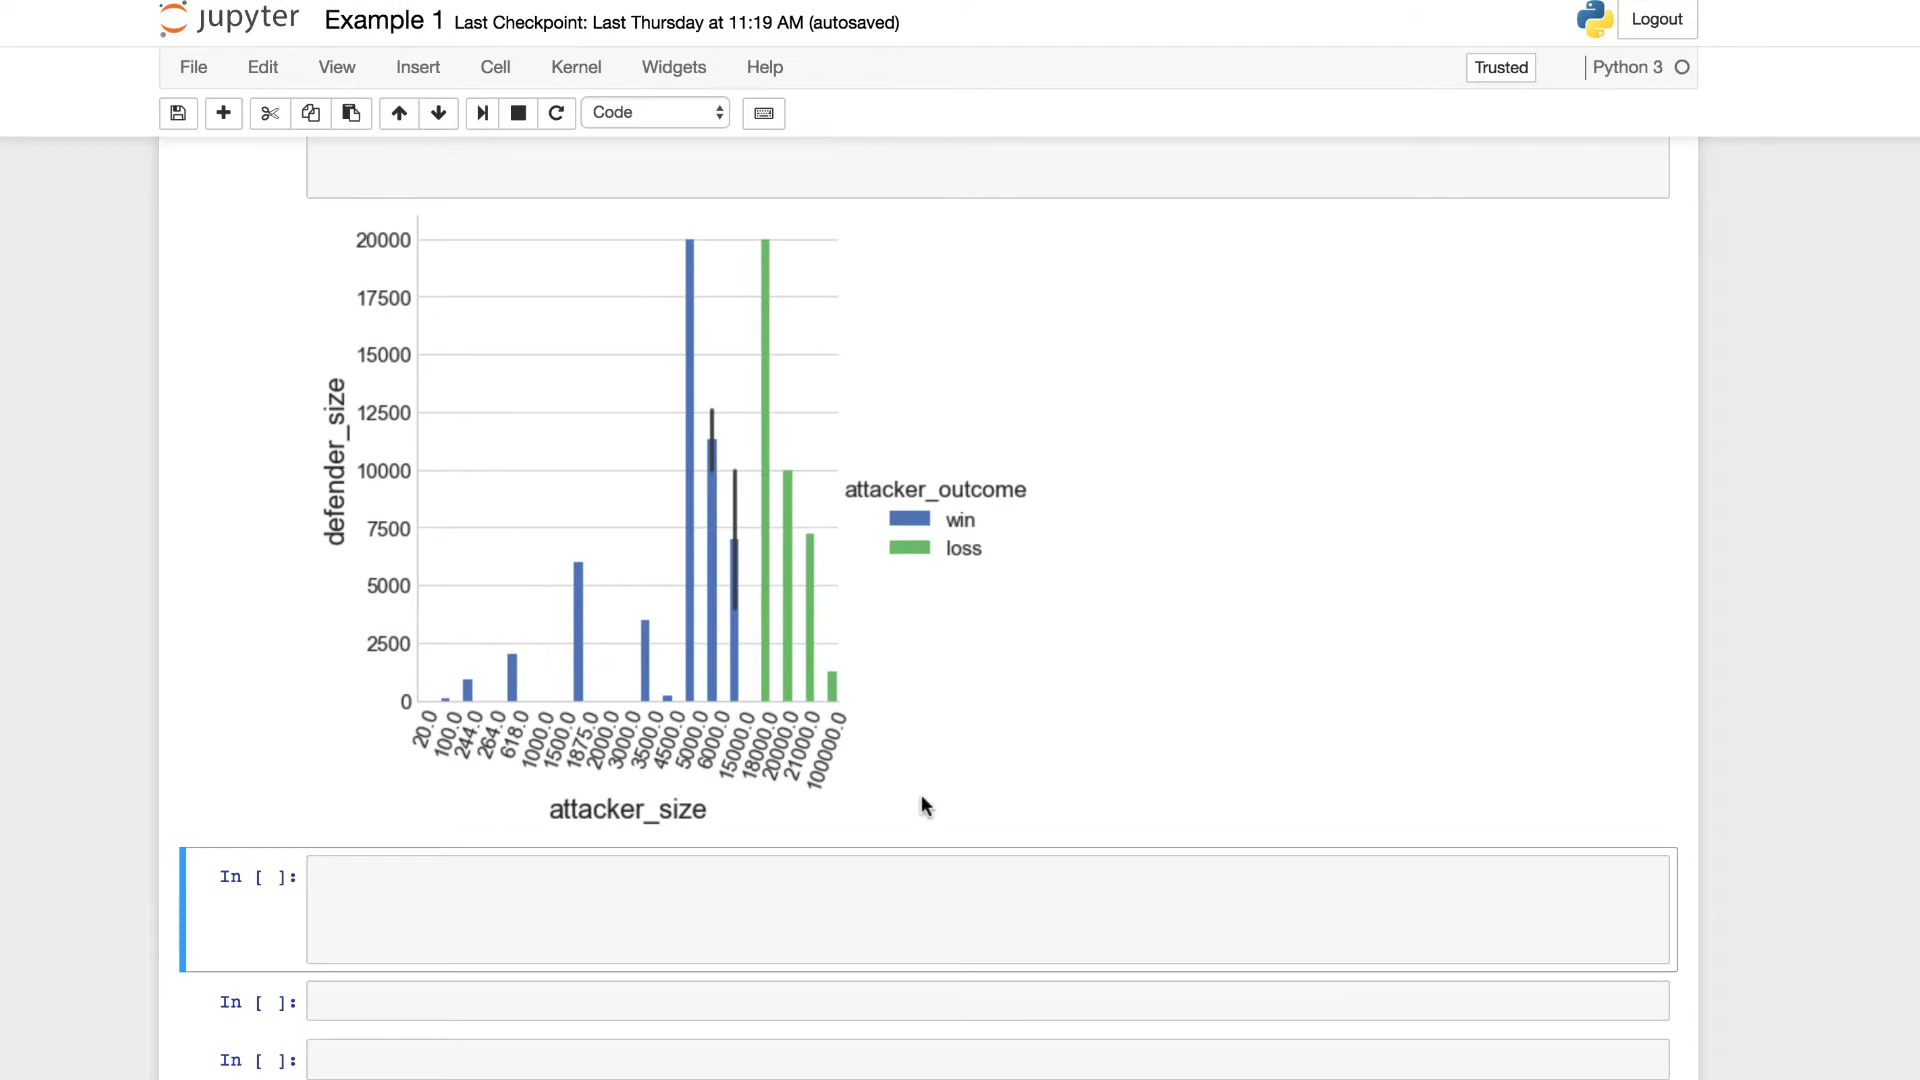 jupyter Example 1 Last Checkpoint: Last Thursday at 11:19 AM (autosaved) Logout
File Edit View Insert Cell Kernel Widgets Help Trusted Python 3
Code
20000
17500
15000
12500
10000
7500
5000
2500
0
defender_size
attacker_outcome
win
loss
20.0 100.0 244.0 264.0 618.0 1000.0 1500.0 1875.0 2000.0 3000.0 3500.0 4500.0 5000.0 6000.0 15000.0 18000.0 20000.0 21000.0 100000.0
attacker_size
In [ ]:
In [ ]:
In [ ]: